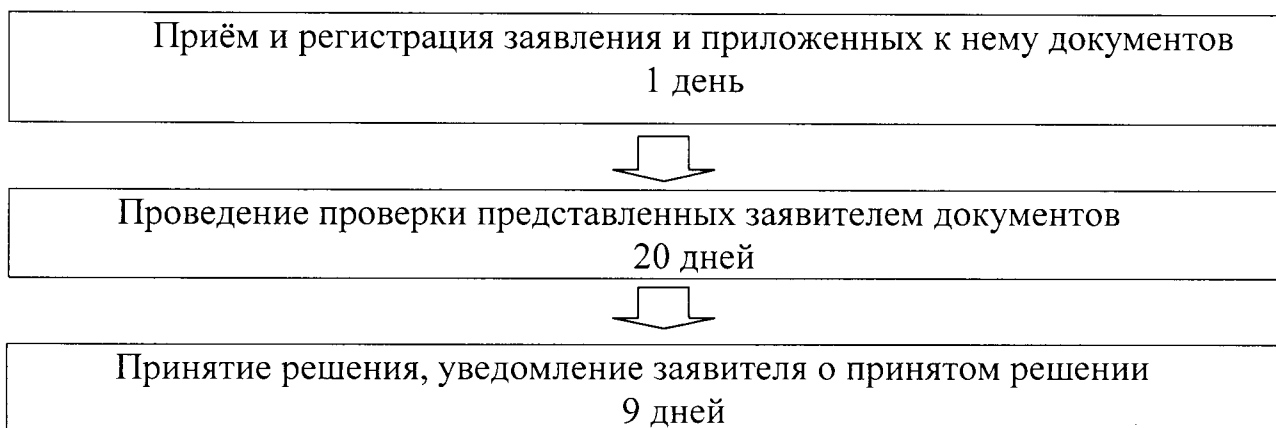 Приём и регистрация заявления и приложенных к нему документов
1 день
Проведение проверки представленных заявителем документов
20 дней
Принятие решения, уведомление заявителя о принятом решении
9 дней